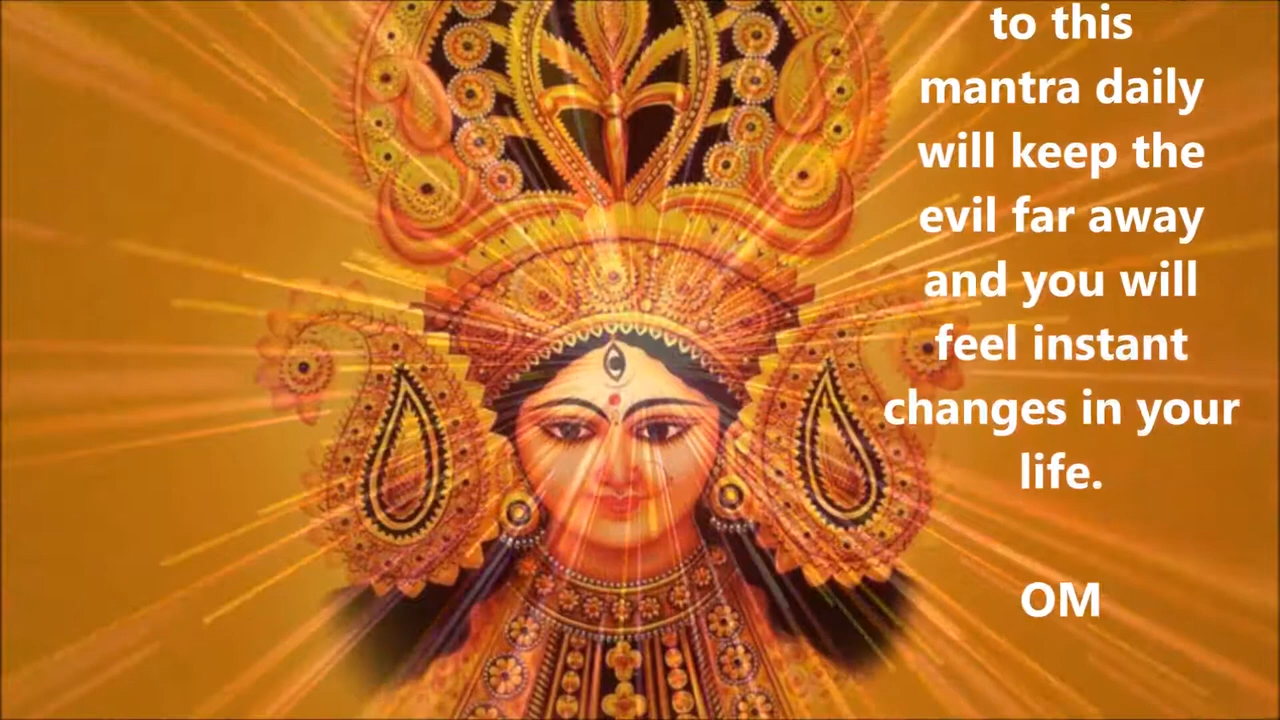 to this
mantra daily
will keep the
evil far away
and you will
feel instant
changes in your
life.
OM